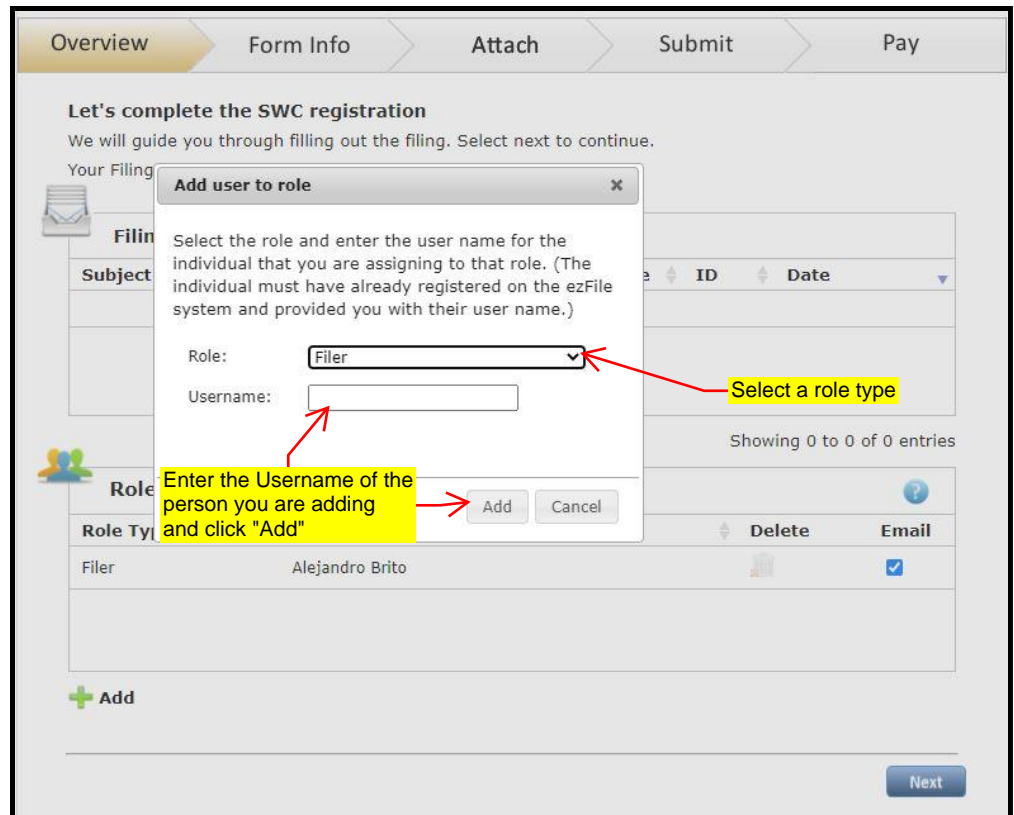 Overview Form Info Attach Submit Pay
Let's complete the SWC registration
We will guide you through filling out the filing. Select next to continue.
Your Filing
Add user to role
Select the role and enter the user name for the
individual that you are assigning to that role. (The
individual must have already registered on the ezFile
system and provided you with their user name.)
Role: Filer
Select a role type
Username:
Enter the Username of the
person you are adding
and click "Add"
Add Cancel
Subject ID Date
Showing 0 to 0 of 0 entries
Role
Delete Email
Filer Alejandro Brito
Add
Next